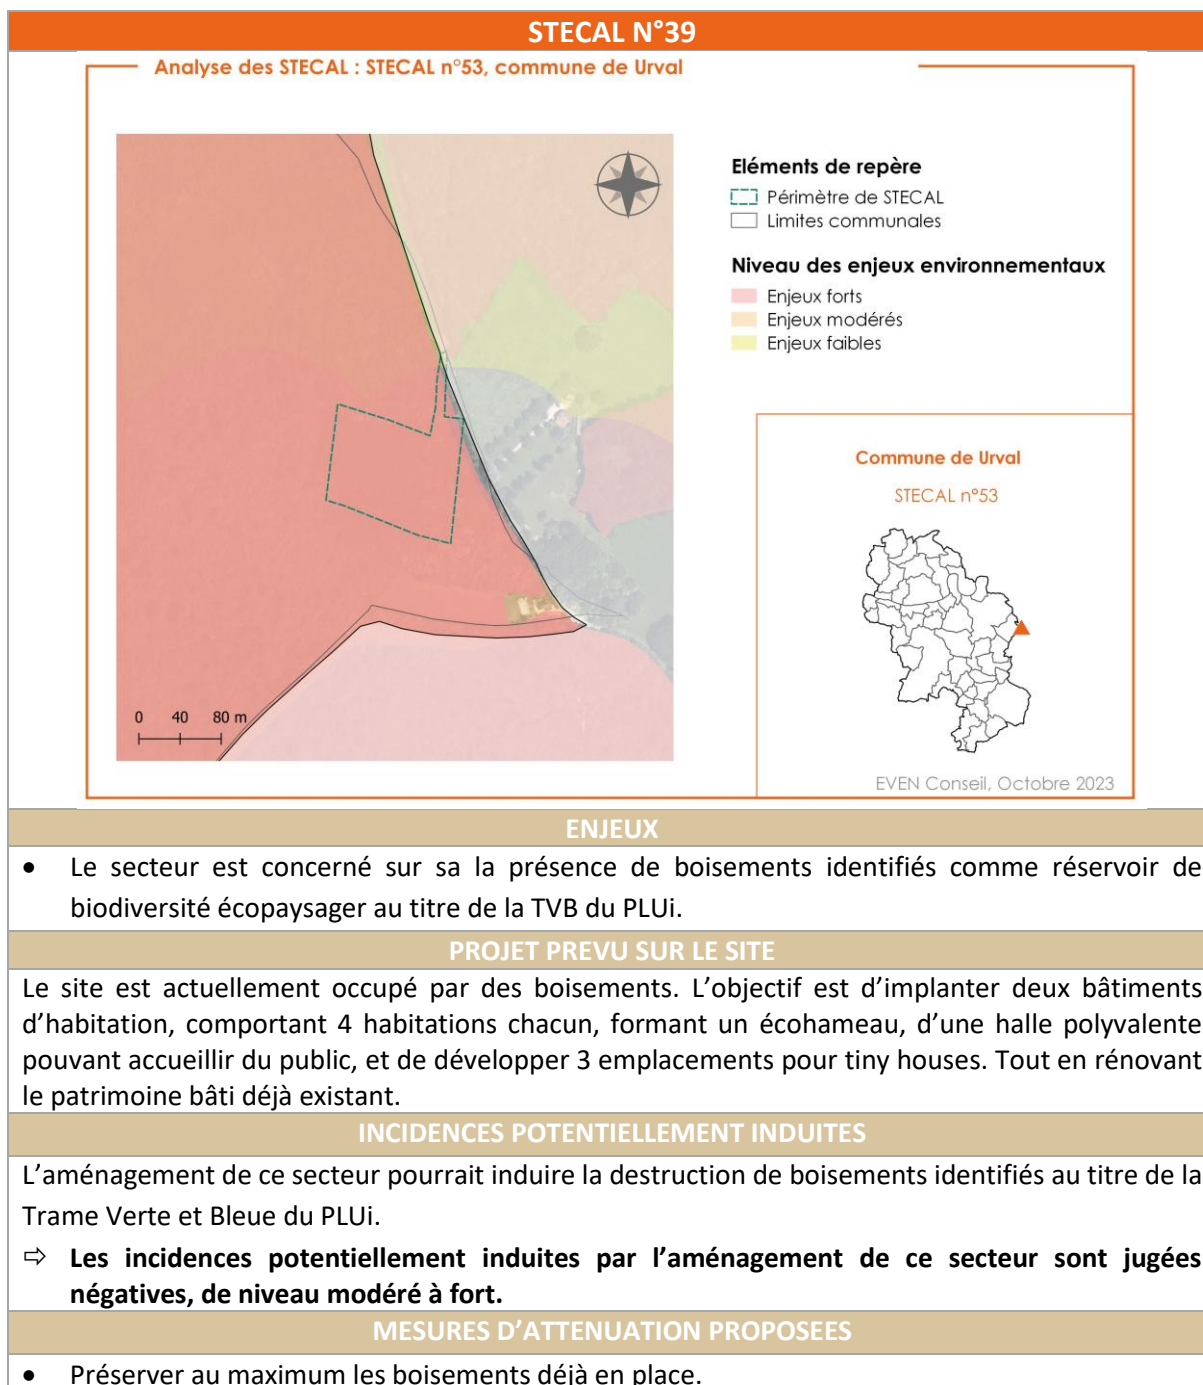 STECAL N°39
Analyse des STECAL : STECAL n°53, commune de Urval
Eléments de repère
Périmètre de STECAL
Limites communales
Niveau des enjeux environnementaux
Enjeux forts
Enjeux modérés
Enjeux faibles
0 40 80 m
Commune de Urval
STECAL n°53
EVEN Conseil, Octobre 2023
ENJEUX
• Le secteur est concerné sur sa la présence de boisements identifiés comme réservoir de
biodiversité écopaysager au titre de la TVB du PLUi.
PROJET PREVU SUR LE SITE
Le site est actuellement occupé par des boisements. L’objectif est d’implanter deux bâtiments
d’habitation, comportant 4 habitations chacun, formant un écohameau, d’une halle polyvalente
pouvant accueillir du public, et de développer 3 emplacements pour tiny houses. Tout en rénovant
le patrimoine bâti déjà existant.
INCIDENCES POTENTIELLEMENT INDUITES
L’aménagement de ce secteur pourrait induire la destruction de boisements identifiés au titre de la
Trame Verte et Bleue du PLUi.
⇨ Les incidences potentiellement induites par l’aménagement de ce secteur sont jugées
négatives, de niveau modéré à fort.
MESURES D’ATTENUATION PROPOSEES
• Préserver au maximum les boisements déjà en place.